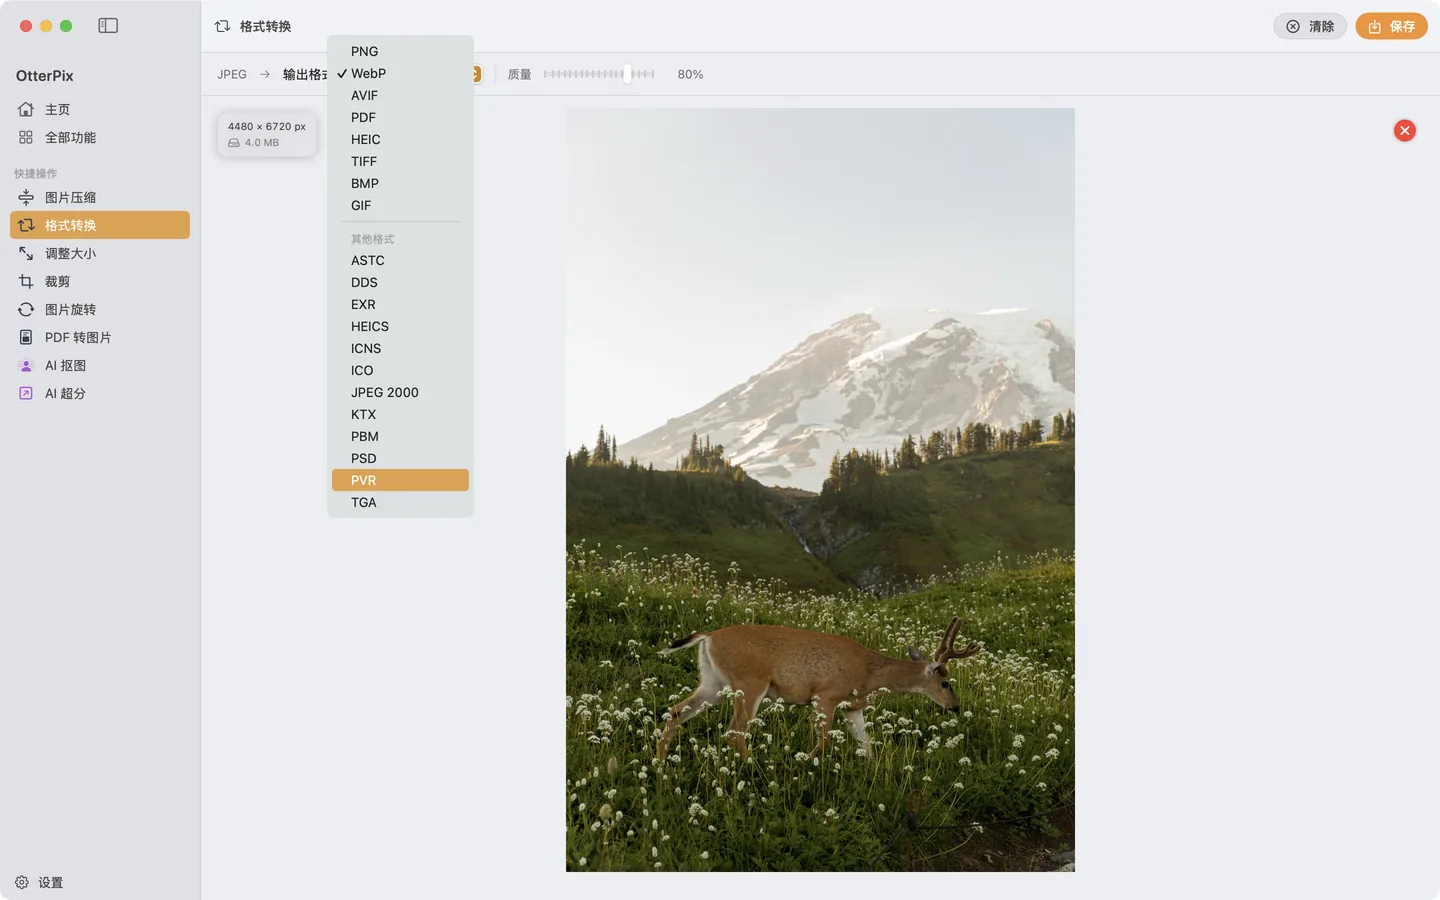 格式转换
清除
保存
OtterPix
主页
全部功能
快捷操作
图片压缩
格式转换
调整大小
裁剪
图片旋转
PDF 转图片
AI 抠图
AI 超分
设置
JPEG → 输出格式
质量
80%
4480 × 6720 px
4.0 MB
PNG
✓ WebP
AVIF
PDF
HEIC
TIFF
BMP
GIF
其他格式
ASTC
DDS
EXR
HEICS
ICNS
ICO
JPEG 2000
KTX
PBM
PSD
PVR
TGA